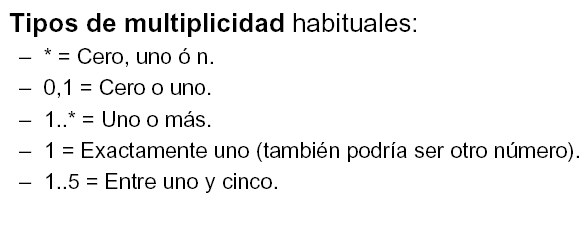 Tipos de multiplicidad habituales:
– * = Cero, uno ó n.
– 0,1 = Cero o uno.
– 1..* = Uno o más.
– 1 = Exactamente uno (también podría ser otro número).
– 1..5 = Entre uno y cinco.